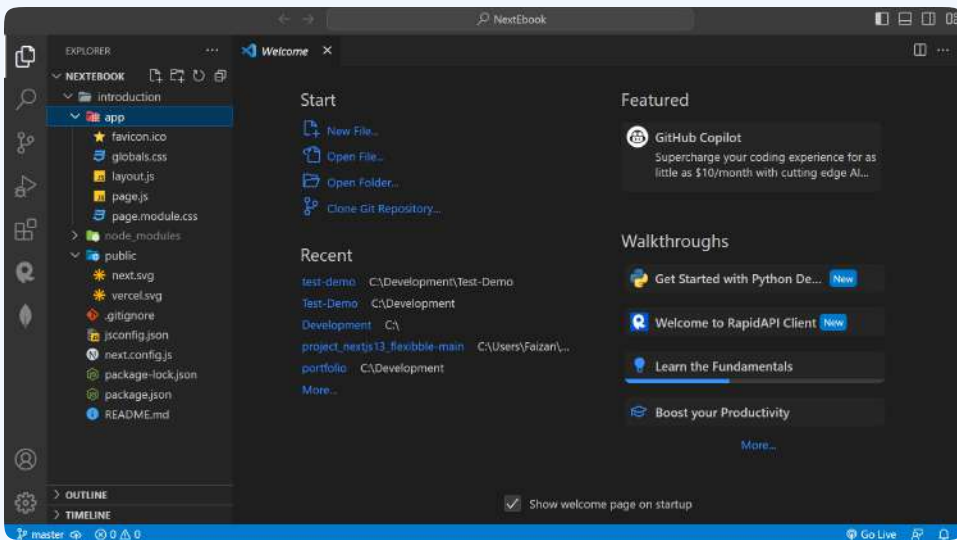 NextEbook
EXPLORER
Welcome
NEXTEBOOK
introduction
app
favicon.ico
globals.css
layout.js
page.js
page.module.css
node_modules
public
next.svg
vercel.svg
.gitignore
jsconfig.json
next.config.js
package-lock.json
package.json
README.md
OUTLINE
TIMELINE
Start
New File...
Open File...
Open Folder...
Clone Git Repository...
Recent
test-demo C:\Development\Test-Demo
Test-Demo C:\Development
Development C:\
project_nextjs13_flexibble-main C:\Users\Faizan\...
portfolio C:\Development
More...
Featured
GitHub Copilot
Supercharge your coding experience for as
little as $10/month with cutting edge AI...
Walkthroughs
Get Started with Python De... New
Welcome to RapidAPI Client New
Learn the Fundamentals
Boost your Productivity
More...
Show welcome page on startup
master 0 0 Go Live